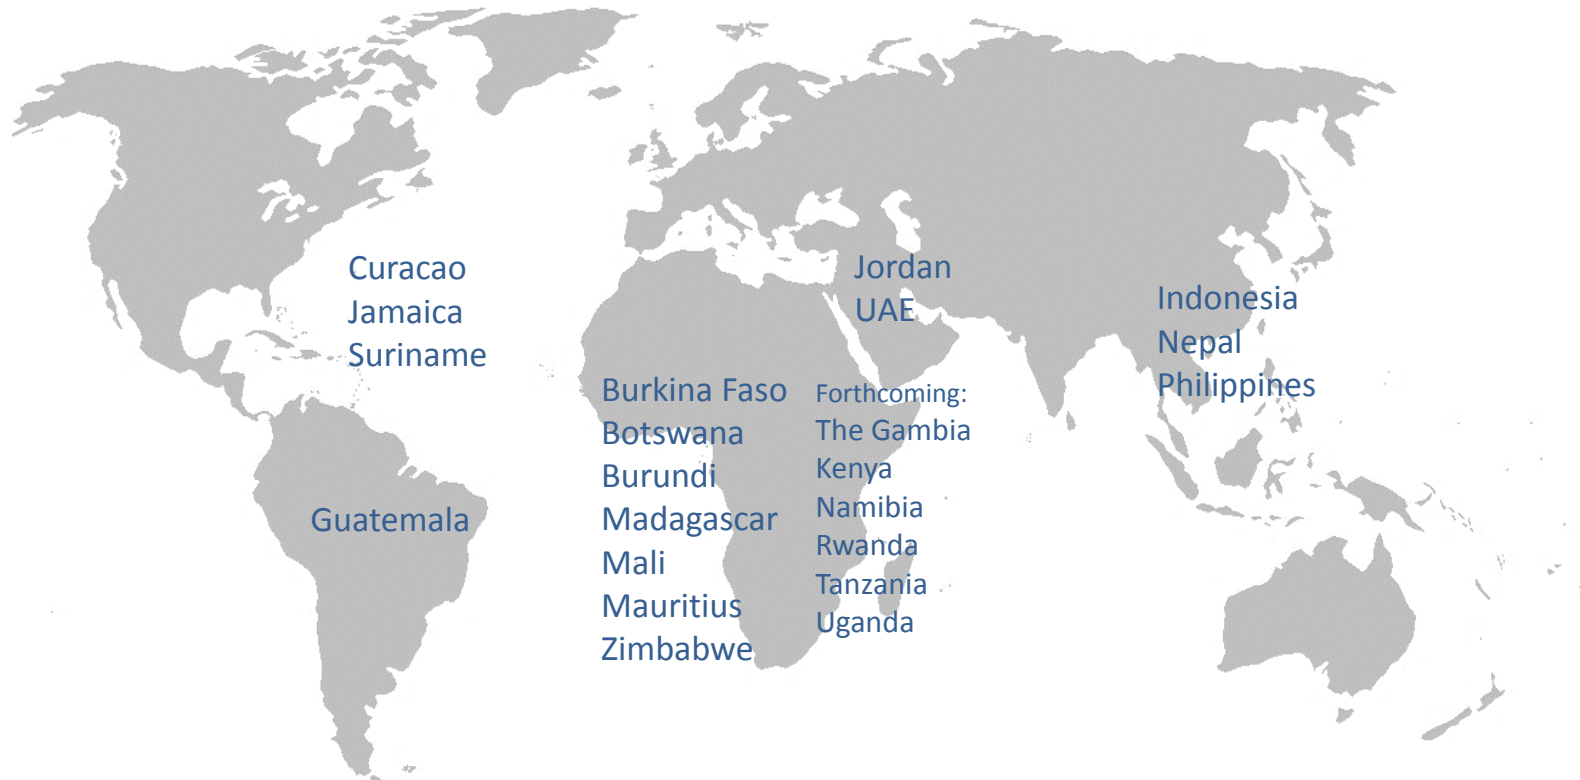 Curacao
Jamaica
Suriname
Guatemala
Burkina Faso
Botswana
Burundi
Madagascar
Mali
Mauritius
Zimbabwe
Forthcoming:
The Gambia
Kenya
Namibia
Rwanda
Tanzania
Uganda
Jordan
UAE
Indonesia
Nepal
Philippines